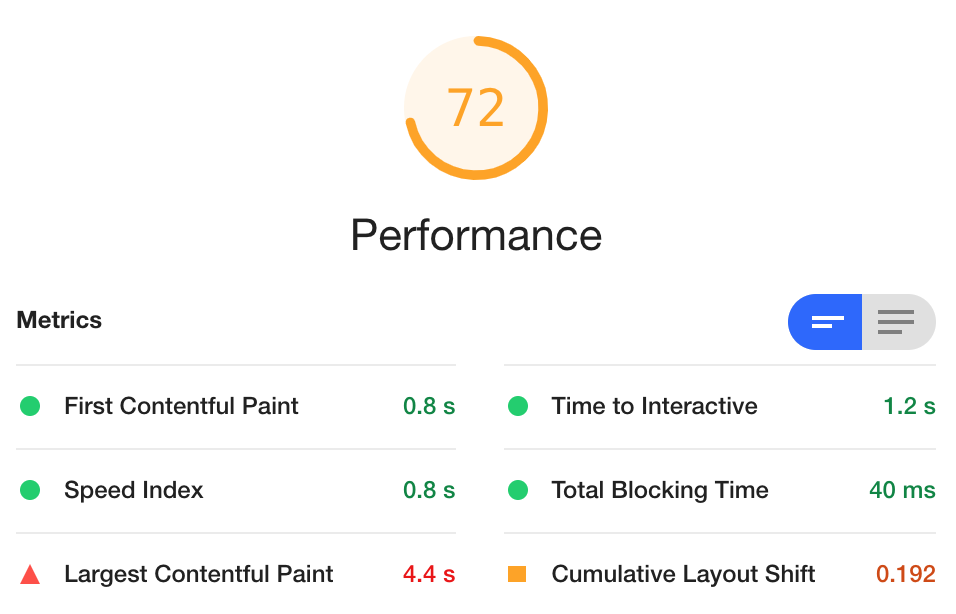 72
Performance
Metrics
First Contentful Paint 0.8 s
Time to Interactive 1.2 s
Speed Index 0.8 s
Total Blocking Time 40 ms
Largest Contentful Paint 4.4 s
Cumulative Layout Shift 0.192